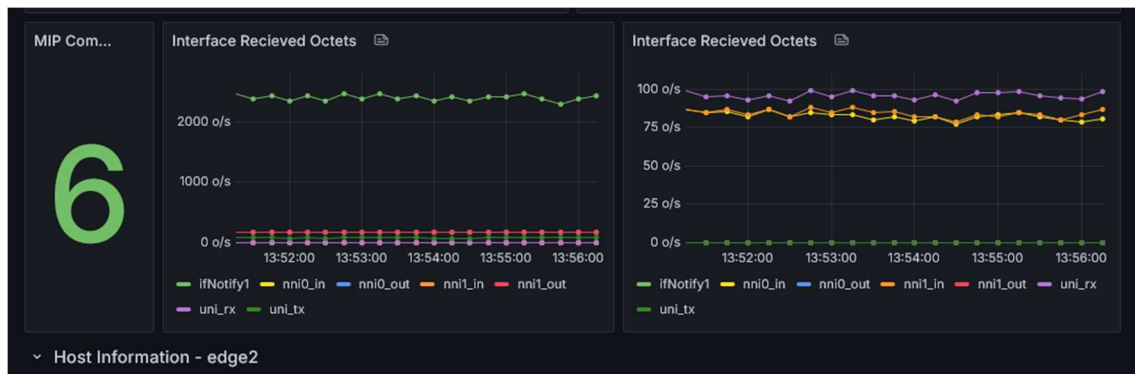 MIP Com...
6
Interface Recieved Octets
2000 o/s
1000 o/s
0 o/s
13:52:00 13:53:00 13:54:00 13:55:00 13:56:00
ifNotify1 nni0_in nni0_out nni1_in nni1_out
uni_rx uni_tx
Interface Recieved Octets
100 o/s
75 o/s
50 o/s
25 o/s
0 o/s
13:52:00 13:53:00 13:54:00 13:55:00 13:56:00
ifNotify1 nni0_in nni0_out nni1_in nni1_out uni_rx
uni_tx
Host Information - edge2